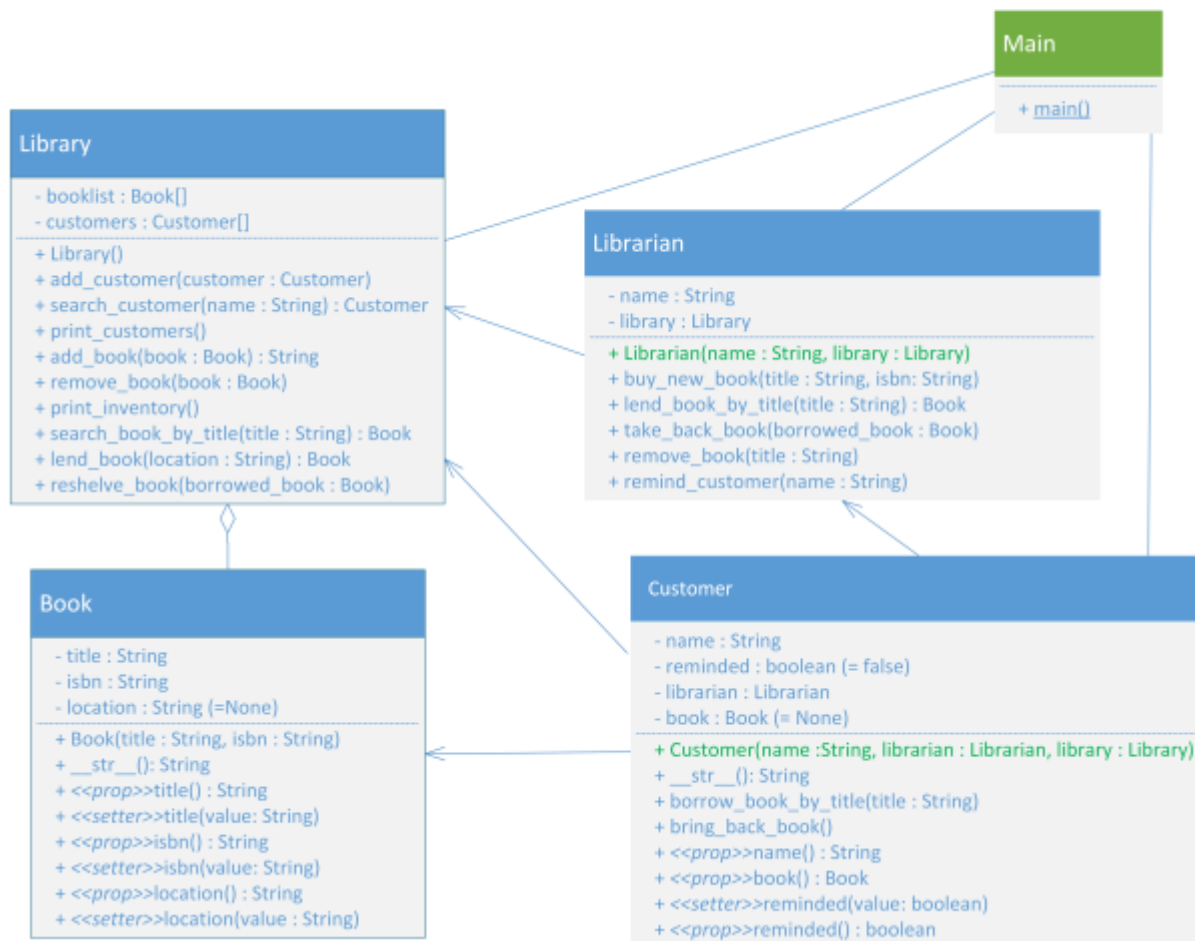 Main
+ main()
Library
- booklist : Book[]
- customers : Customer[]
+ Library()
+ add_customer(customer : Customer)
+ search_customer(name : String) : Customer
+ print_customers()
+ add_book(book : Book) : String
+ remove_book(book : Book)
+ print_inventory()
+ search_book_by_title(title : String) : Book
+ lend_book(location : String) : Book
+ reshelve_book(borrowed_book : Book)
Librarian
- name : String
- library : Library
+ Librarian(name : String, library : Library)
+ buy_new_book(title : String, isbn: String)
+ lend_book_by_title(title : String) : Book
+ take_back_book(borrowed_book : Book)
+ remove_book(title : String)
+ remind_customer(name : String)
Book
- title : String
- isbn : String
- location : String (=None)
+ Book(title : String, isbn : String)
+ __str__(): String
+ <<prop>>title() : String
+ <<setter>>title(value: String)
+ <<prop>>isbn() : String
+ <<setter>>isbn(value: String)
+ <<prop>>location() : String
+ <<setter>>location(value : String)
Customer
- name : String
- reminded : boolean (= false)
- librarian : Librarian
- book : Book (= None)
+ Customer(name :String, librarian : Librarian, library : Library)
+ __str__(): String
+ borrow_book_by_title(title : String)
+ bring_back_book()
+ <<prop>>name() : String
+ <<prop>>book() : Book
+ <<setter>>reminded(value: boolean)
+ <<prop>>reminded() : boolean